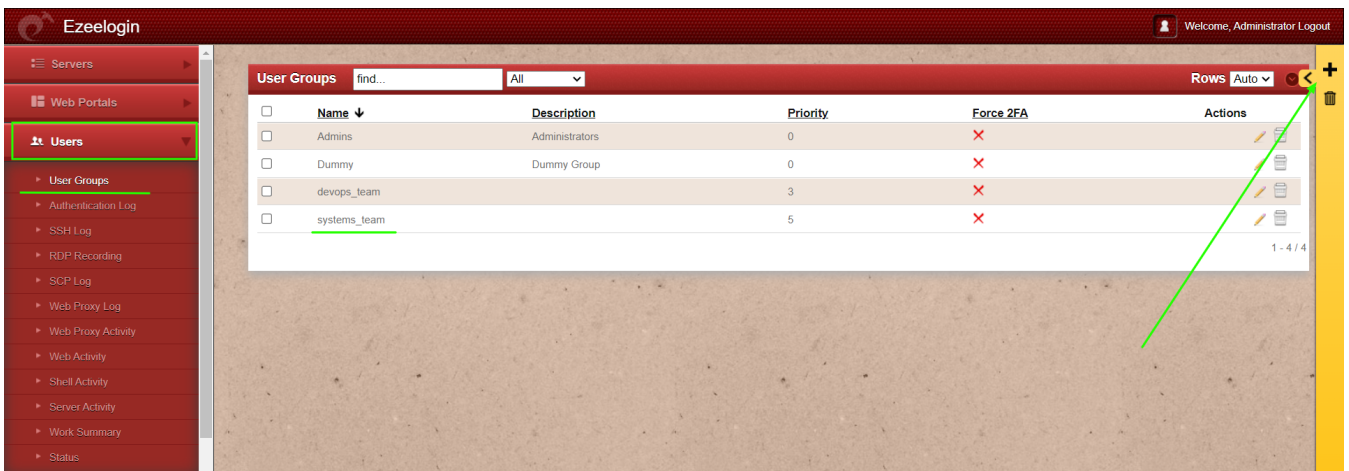 Ezeelogin
Welcome, Administrator Logout
Servers
Web Portals
Users
User Groups
Authentication Log
SSH Log
RDP Recording
SCP Log
Web Proxy Log
Web Proxy Activity
Web Activity
Shell Activity
Server Activity
Work Summary
Status
User Groups find... All Rows Auto
Name Description Priority Force 2FA Actions
Admins Administrators 0
Dummy Dummy Group 0
devops_team 3
systems_team 5
1 - 4 / 4